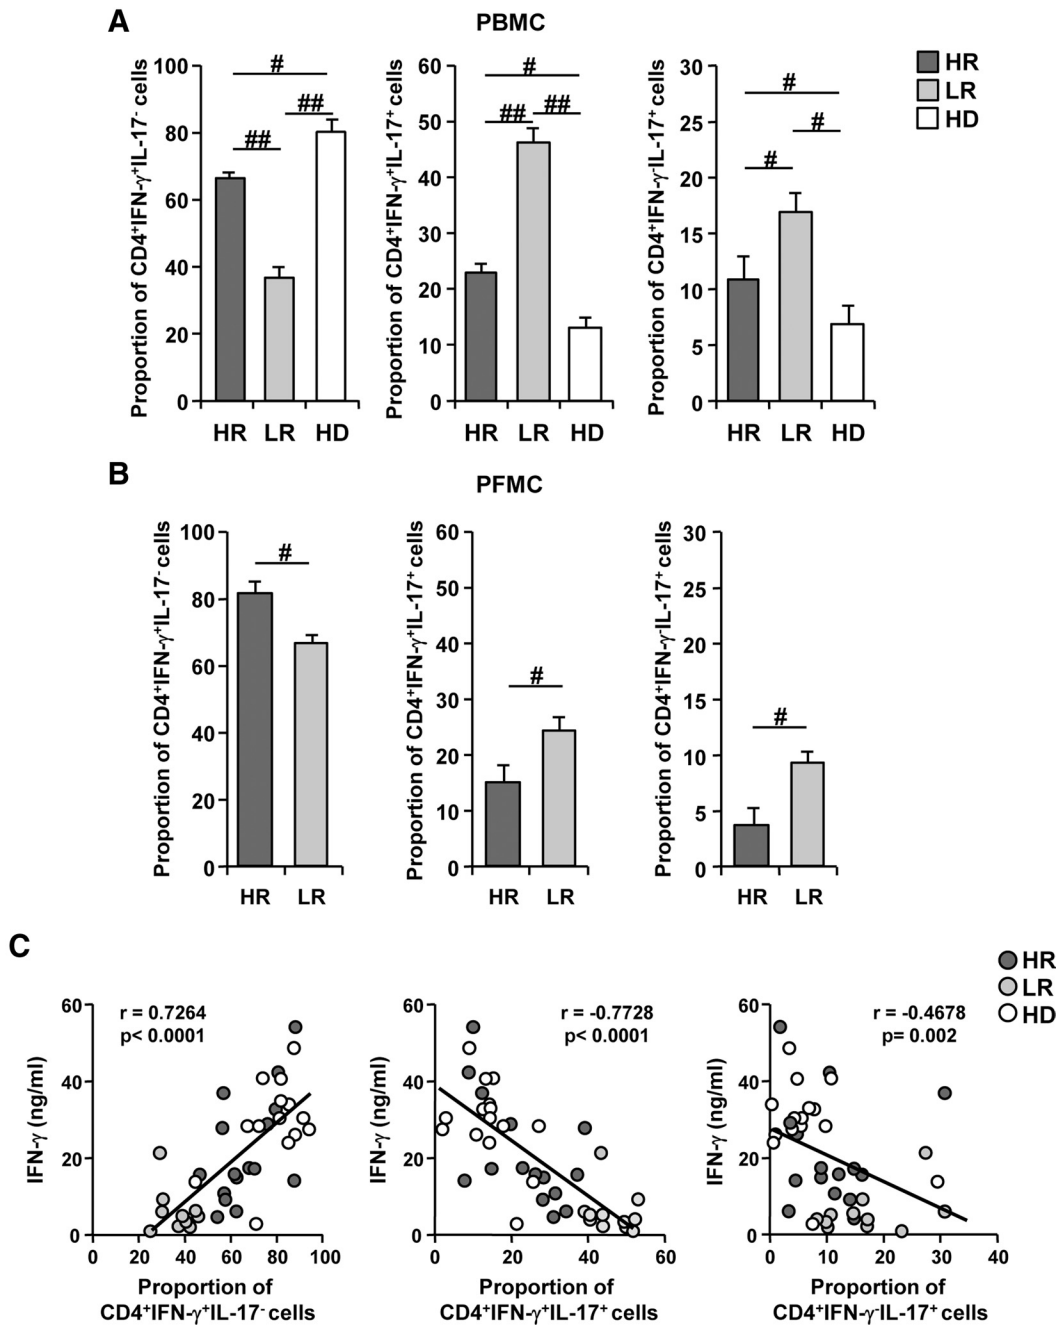 A
PBMC
HR
LR
HD
Proportion of CD4⁺IFN-γ⁺IL-17⁻ cells
100
80
60
40
20
0
#
##
##
HR LR HD
Proportion of CD4⁺IFN-γ⁺IL-17⁺ cells
60
50
40
30
20
10
0
#
##
##
HR LR HD
Proportion of CD4⁺IFN-γ⁻IL-17⁺ cells
30
25
20
15
10
5
0
#
#
#
HR LR HD
B
PFMC
Proportion of CD4⁺IFN-γ⁺IL-17⁻ cells
100
80
60
40
20
0
#
HR LR
Proportion of CD4⁺IFN-γ⁺IL-17⁺ cells
60
50
40
30
20
10
0
#
HR LR
Proportion of CD4⁺IFN-γ⁻IL-17⁺ cells
30
25
20
15
10
5
0
#
HR LR
C
HR
LR
HD
IFN-γ (ng/ml)
60
40
20
0
r = 0.7264
p< 0.0001
0 20 40 60 80 100
Proportion of
CD4⁺IFN-γ⁺IL-17⁻ cells
IFN-γ (ng/ml)
60
40
20
0
r = -0.7728
p< 0.0001
0 20 40 60
Proportion of
CD4⁺IFN-γ⁺IL-17⁺ cells
IFN-γ (ng/ml)
60
40
20
0
r = -0.4678
p= 0.002
0 10 20 30 40
Proportion of
CD4⁺IFN-γ⁻IL-17⁺ cells